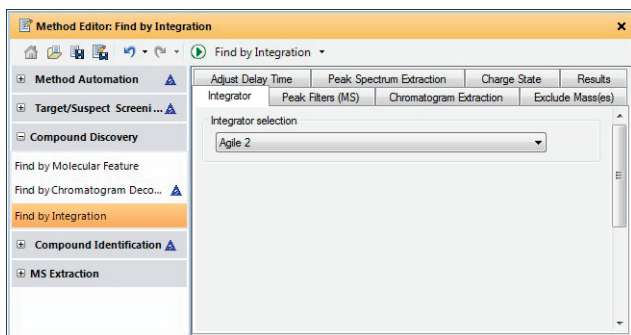 Method Editor: Find by Integration
Find by Integration
Method Automation
Target/Suspect Screeni...
Compound Discovery
Find by Molecular Feature
Find by Chromatogram Deco...
Find by Integration
Compound Identification
MS Extraction
Adjust Delay Time
Peak Spectrum Extraction
Charge State
Results
Integrator
Peak Filters (MS)
Chromatogram Extraction
Exclude Mass(es)
Integrator selection
Agile 2